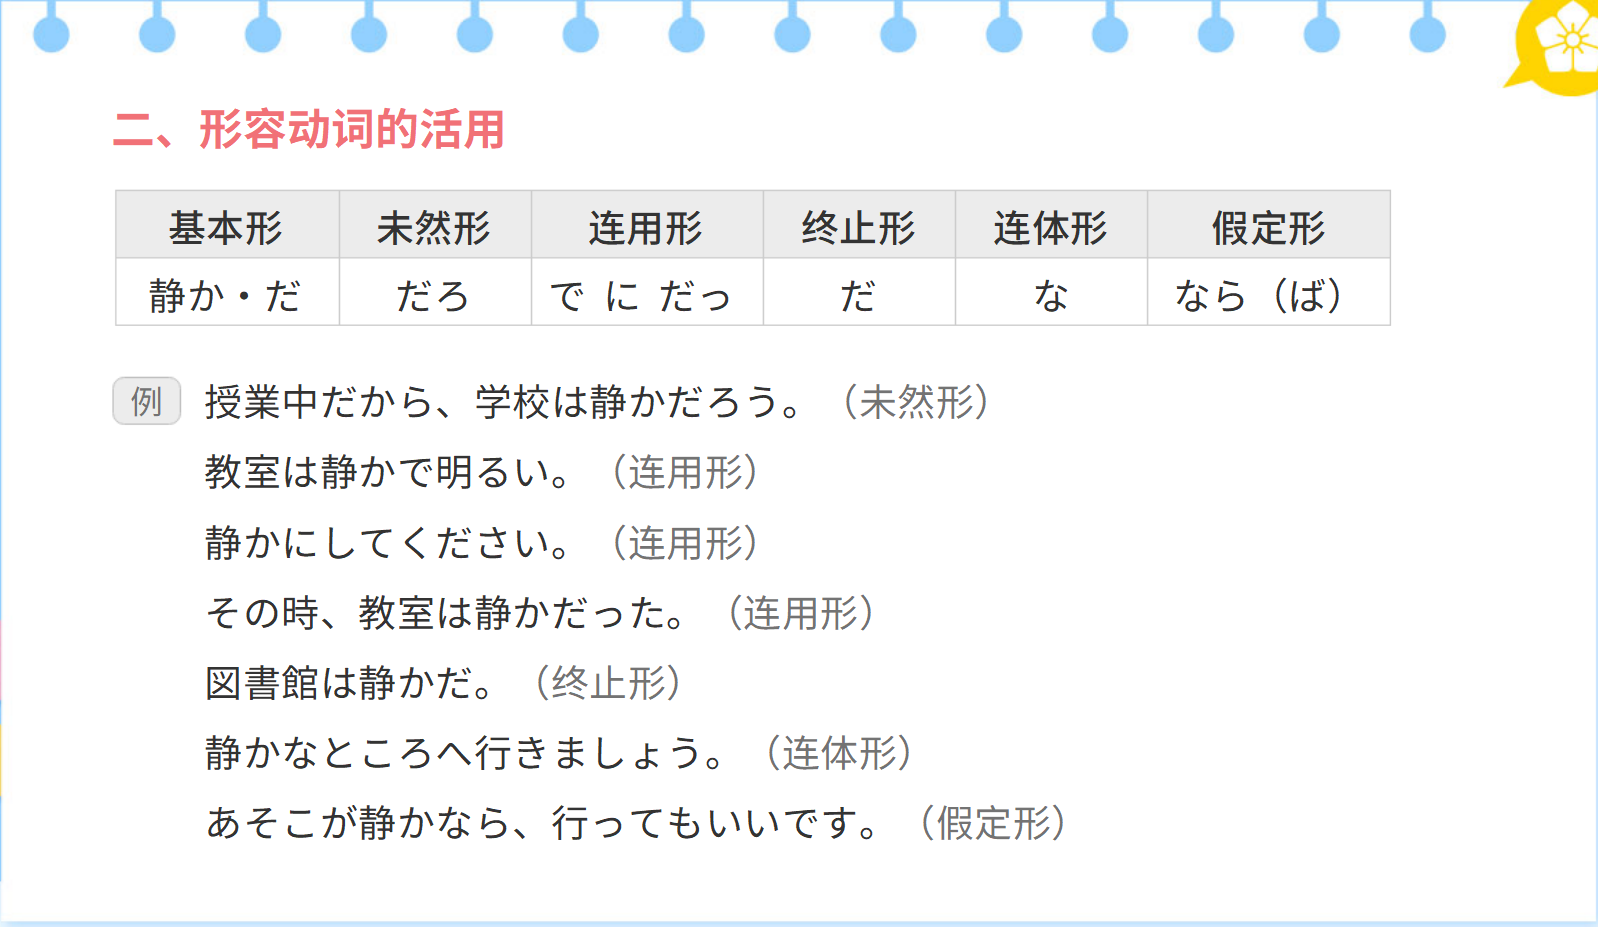 二、形容动词的活用
基本形 未然形 连用形 终止形 连体形 假定形
静か・だ だろ で に だっ だ な なら（ば）
例 授業中だから、学校は静かだろう。（未然形）
教室は静かで明るい。（连用形）
静かにしてください。（连用形）
その時、教室は静かだった。（连用形）
図書館は静かだ。（终止形）
静かなところへ行きましょう。（连体形）
あそこが静かなら、行ってもいいです。（假定形）